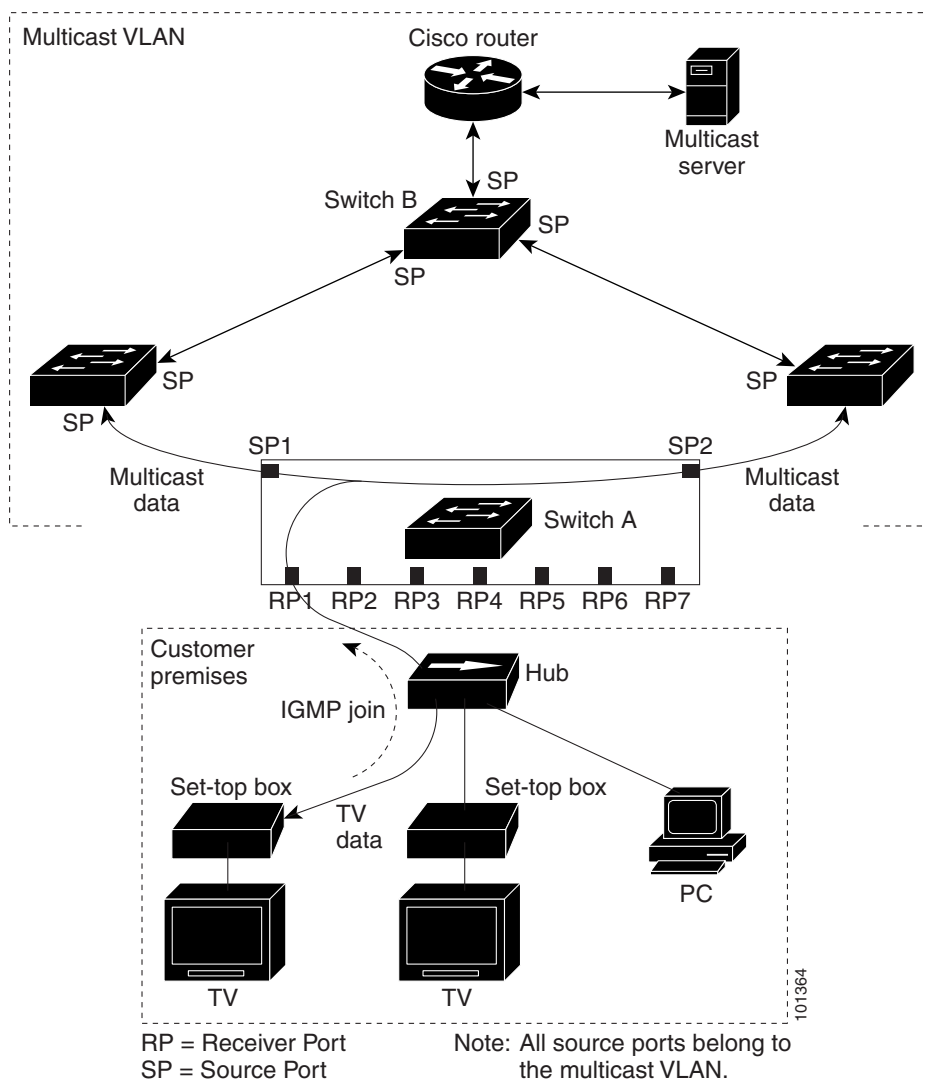 Multicast VLAN
Cisco router
Multicast
server
SP
Switch B
SP
SP
SP
SP
SP
SP1
SP2
Multicast
data
Multicast
data
Switch A
RP1 RP2 RP3 RP4 RP5 RP6 RP7
Customer
premises
Hub
IGMP join
Set-top box
Set-top box
TV
data
PC
TV
TV
101364
RP = Receiver Port
SP = Source Port
Note: All source ports belong to
the multicast VLAN.